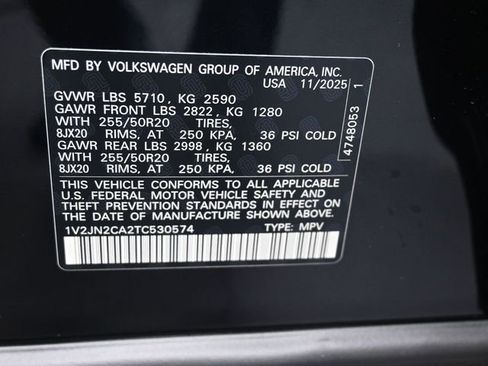 MFD BY VOLKSWAGEN GROUP OF AMERICA, INC.
USA 11/2025
GVWR LBS 5710, KG 2590
GAWR FRONT LBS 2822, KG 1280
WITH 255/50R20 TIRES,
8JX20 RIMS, AT 250 KPA, 36 PSI COLD
GAWR REAR LBS 2998, KG 1360
WITH 255/50R20 TIRES,
8JX20 RIMS, AT 250 KPA, 36 PSI COLD
THIS VEHICLE CONFORMS TO ALL APPLICABLE
U.S. FEDERAL MOTOR VEHICLE SAFETY AND
THEFT PREVENTION STANDARDS IN EFFECT
ON THE DATE OF MANUFACTURE SHOWN ABOVE.
1V2JN2CA2TC530574 TYPE: MPV
4748053 1